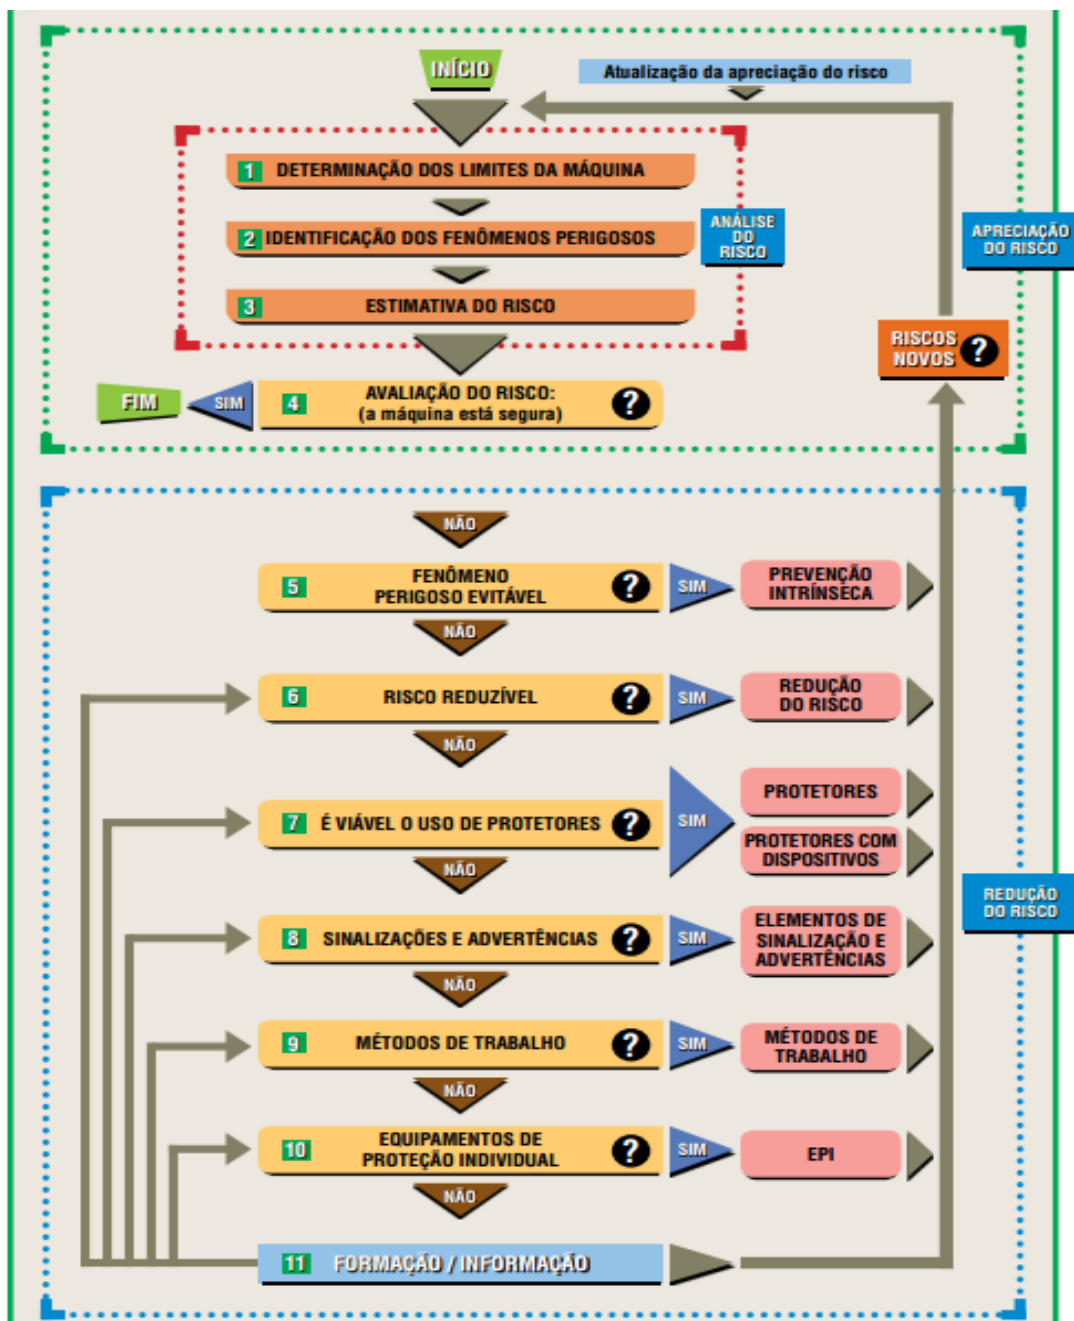 INÍCIO
Atualização da apreciação do risco
1 DETERMINAÇÃO DOS LIMITES DA MÁQUINA
2 IDENTIFICAÇÃO DOS FENÔMENOS PERIGOSOS
ANÁLISE
DO
RISCO
APRECIAÇÃO
DO RISCO
3 ESTIMATIVA DO RISCO
RISCOS
NOVOS ?
FIM
SIM
4 AVALIAÇÃO DO RISCO:
(a máquina está segura) ?
NÃO
5 FENÔMENO
PERIGOSO EVITÁVEL ?
SIM
PREVENÇÃO
INTRÍNSECA
NÃO
6 RISCO REDUZÍVEL ?
SIM
REDUÇÃO
DO RISCO
NÃO
7 É VIÁVEL O USO DE PROTETORES ?
SIM
PROTETORES
PROTETORES COM
DISPOSITIVOS
NÃO
REDUÇÃO
DO RISCO
8 SINALIZAÇÕES E ADVERTÊNCIAS ?
SIM
ELEMENTOS DE
SINALIZAÇÃO E
ADVERTÊNCIAS
NÃO
9 MÉTODOS DE TRABALHO ?
SIM
MÉTODOS DE
TRABALHO
NÃO
10 EQUIPAMENTOS DE
PROTEÇÃO INDIVIDUAL ?
SIM
EPI
NÃO
11 FORMAÇÃO / INFORMAÇÃO